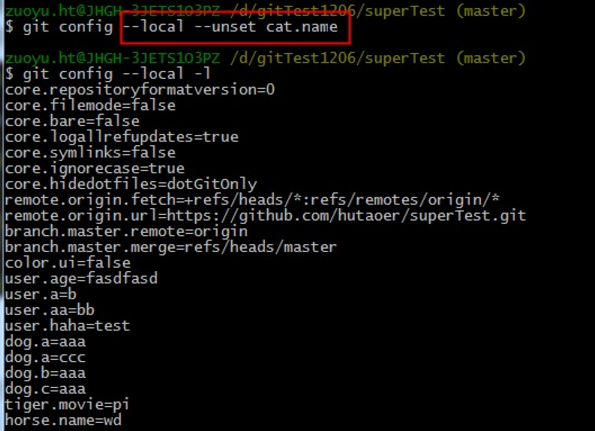 zuoyu.ht@JHGH-3JETS1O3PZ /d/gitTest1206/superTest (master)
$ git config --local --unset cat.name
zuoyu.ht@JHGH-3JETS1O3PZ /d/gitTest1206/superTest (master)
$ git config --local -l
core.repositoryformatversion=0
core.filemode=false
core.bare=false
core.logallrefupdates=true
core.symlinks=false
core.ignorecase=true
core.hidedotfiles=dotGitOnly
remote.origin.fetch=+refs/heads/*:refs/remotes/origin/*
remote.origin.url=https://github.com/hutaoer/superTest.git
branch.master.remote=origin
branch.master.merge=refs/heads/master
color.ui=false
user.age=fasdfasd
user.a=b
user.aa=bb
user.haha=test
dog.a=aaa
dog.a=ccc
dog.b=aaa
dog.c=aaa
tiger.movie=pi
horse.name=wd